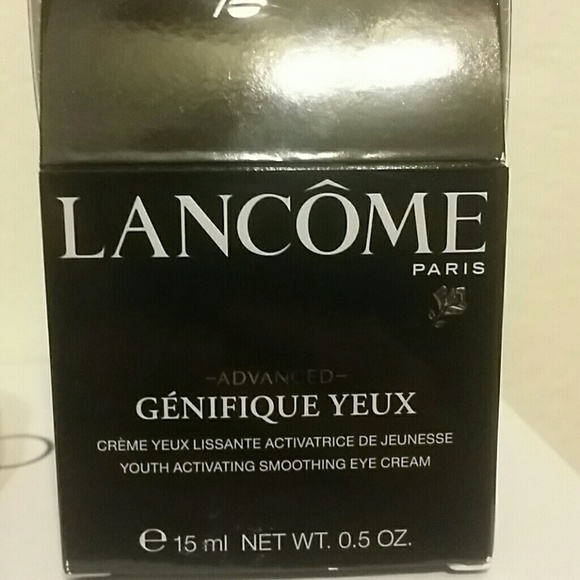 LANCÔME
PARIS
-ADVANCED-
GÉNIFIQUE YEUX
CRÈME YEUX LISSANTE ACTIVATRICE DE JEUNESSE
YOUTH ACTIVATING SMOOTHING EYE CREAM
℮ 15 ml NET WT. 0.5 OZ.